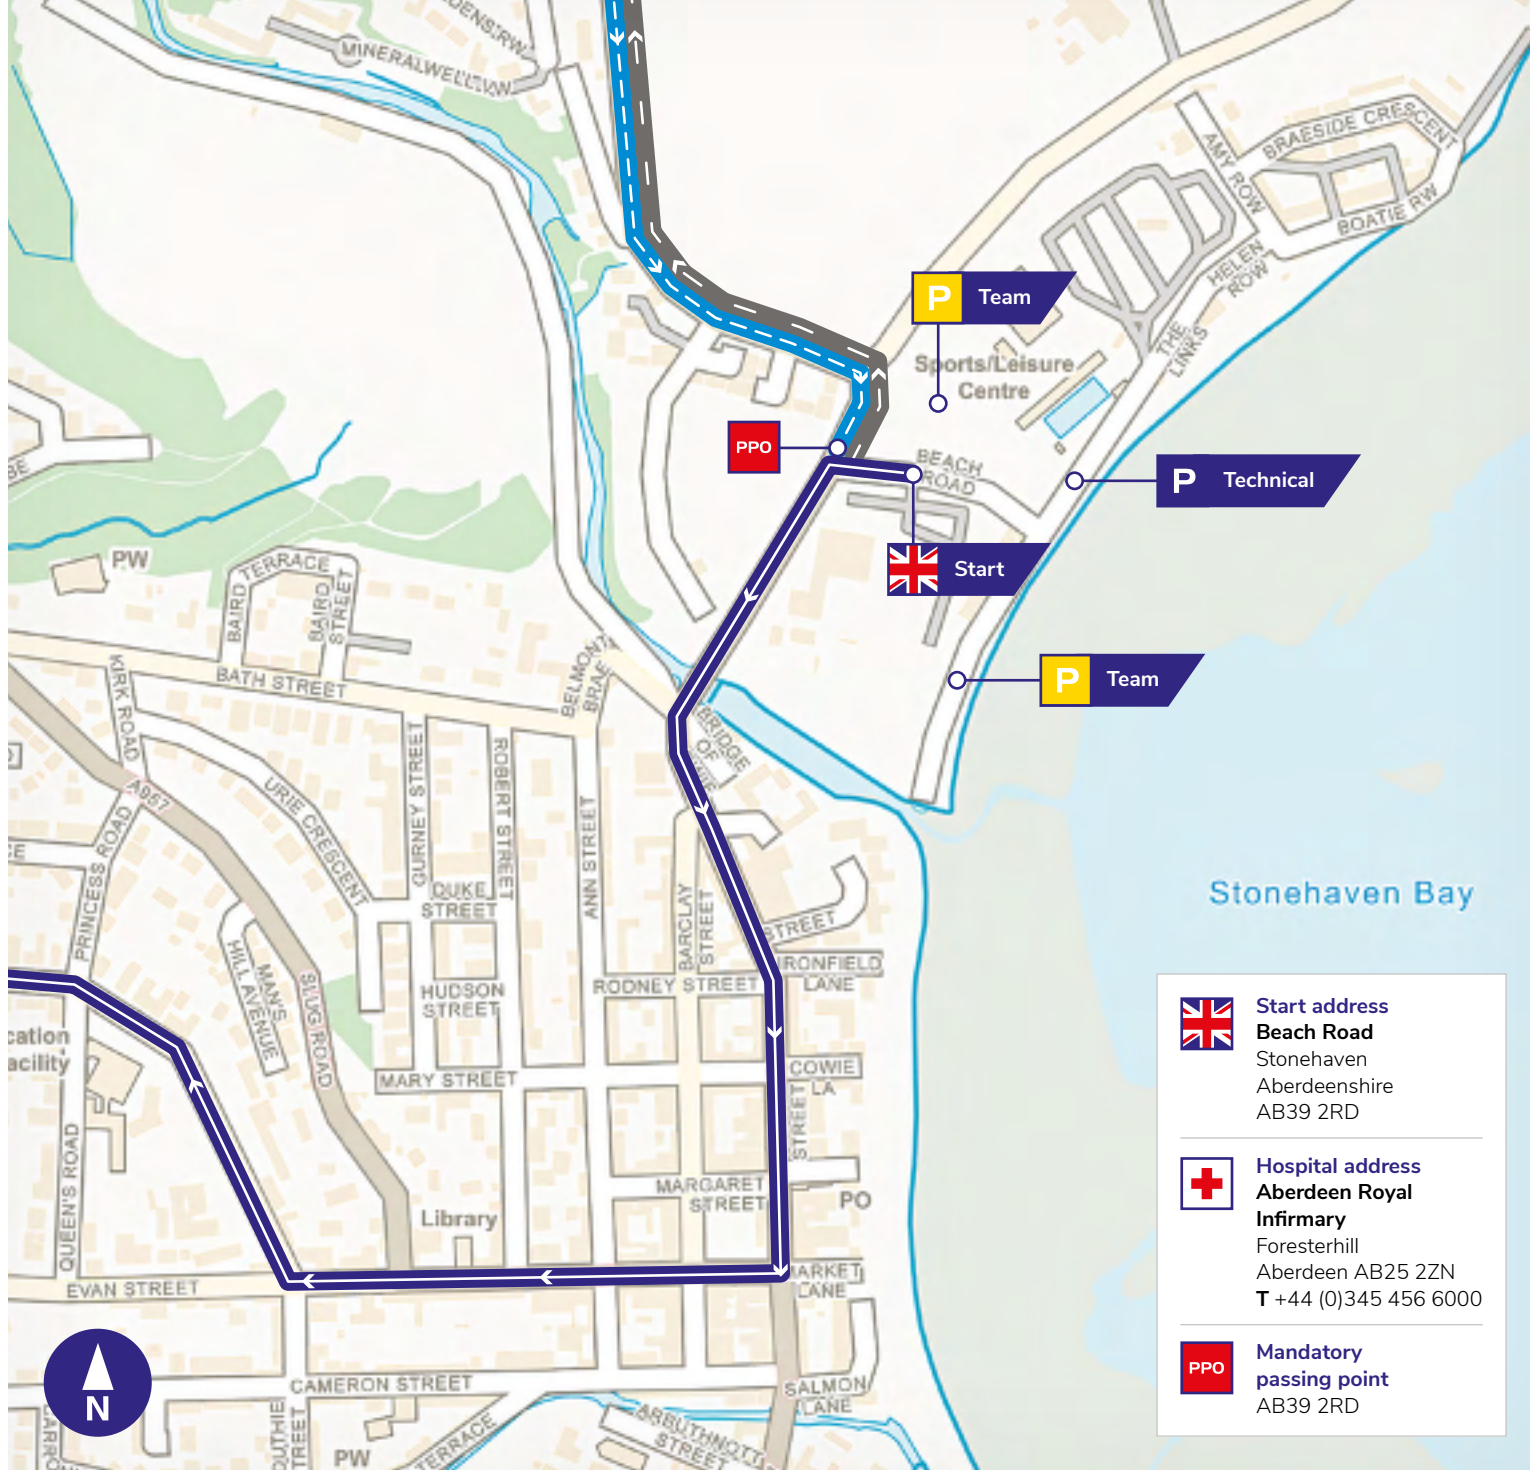 MINERALWELL
AMY ROW
BRAESIDE CRESCENT
BOATIE RW
HELEN
ROW
THE
LINKS
P Team
Sports/Leisure
Centre
PPO
BEACH
ROAD
P Technical
Start
P Team
PW
BAIRD TERRACE
BAIRD
STREET
KIRK ROAD
BATH STREET
BELMONT
BRAE
BRIDGE
OF
A957
PRINCESS ROAD
URIE CRESCENT
GURNEY STREET
ROBERT STREET
ANN STREET
DUKE
STREET
BARCLAY
STREET
STREET
Stonehaven Bay
IRONFIELD
LANE
RODNEY STREET
HUDSON
STREET
MAN'S
HILL AVENUE
SLUG ROAD
cation
acility
MARY STREET
COWIE
LA
STREET
QUEEN'S ROAD
MARGARET
STREET
PO
Library
EVAN STREET
ARKET
LANE
CAMERON STREET
SALMON
LANE
ARBUTHNOTT
STREET
TERRACE
PW
OUTHIE
STREET
N
Start address
Beach Road
Stonehaven
Aberdeenshire
AB39 2RD
Hospital address
Aberdeen Royal
Infirmary
Foresterhill
Aberdeen AB25 2ZN
T +44 (0)345 456 6000
PPO
Mandatory
passing point
AB39 2RD